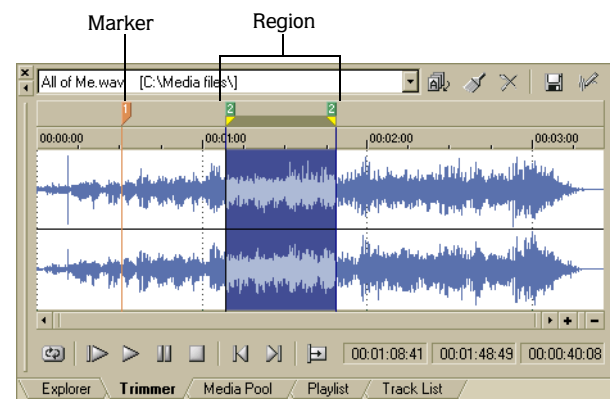 Marker
Region
All of Me.wav [C:\Media files\]
1
2
2
00:00:00
00:01:00
00:02:00
00:03:00
00:01:08:41
00:01:48:49
00:00:40:08
Explorer
Trimmer
Media Pool
Playlist
Track List